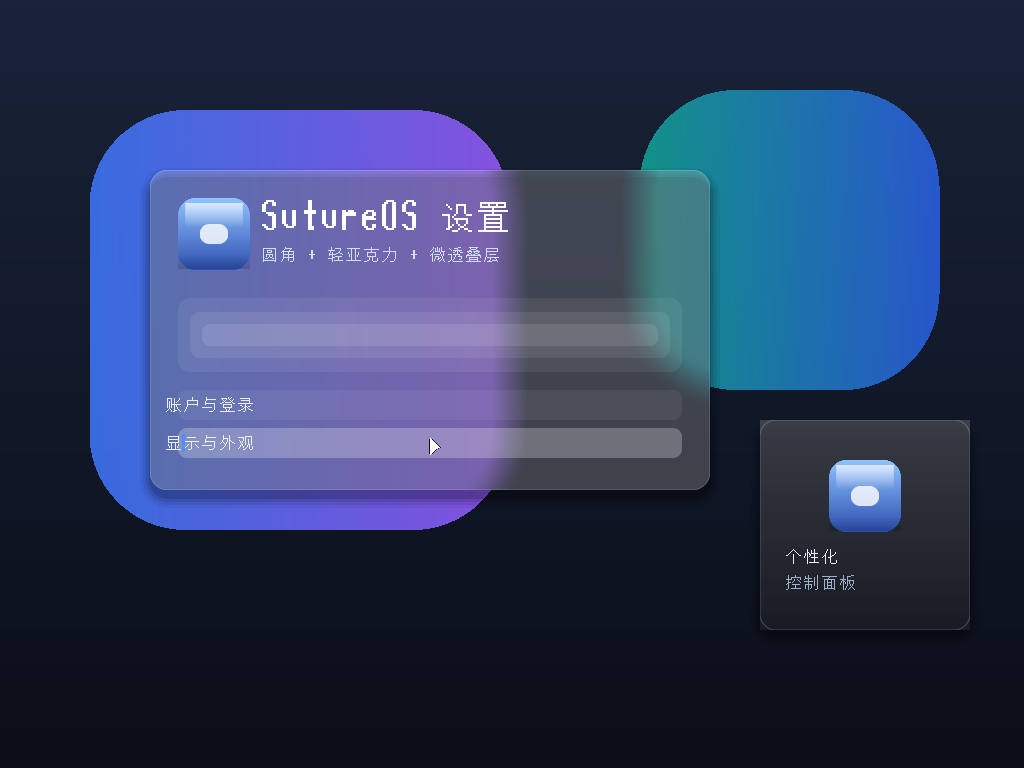 SutureOS 设置
圆角 + 轻亚克力 + 微透叠层
账户与登录
显示与外观
个性化
控制面板